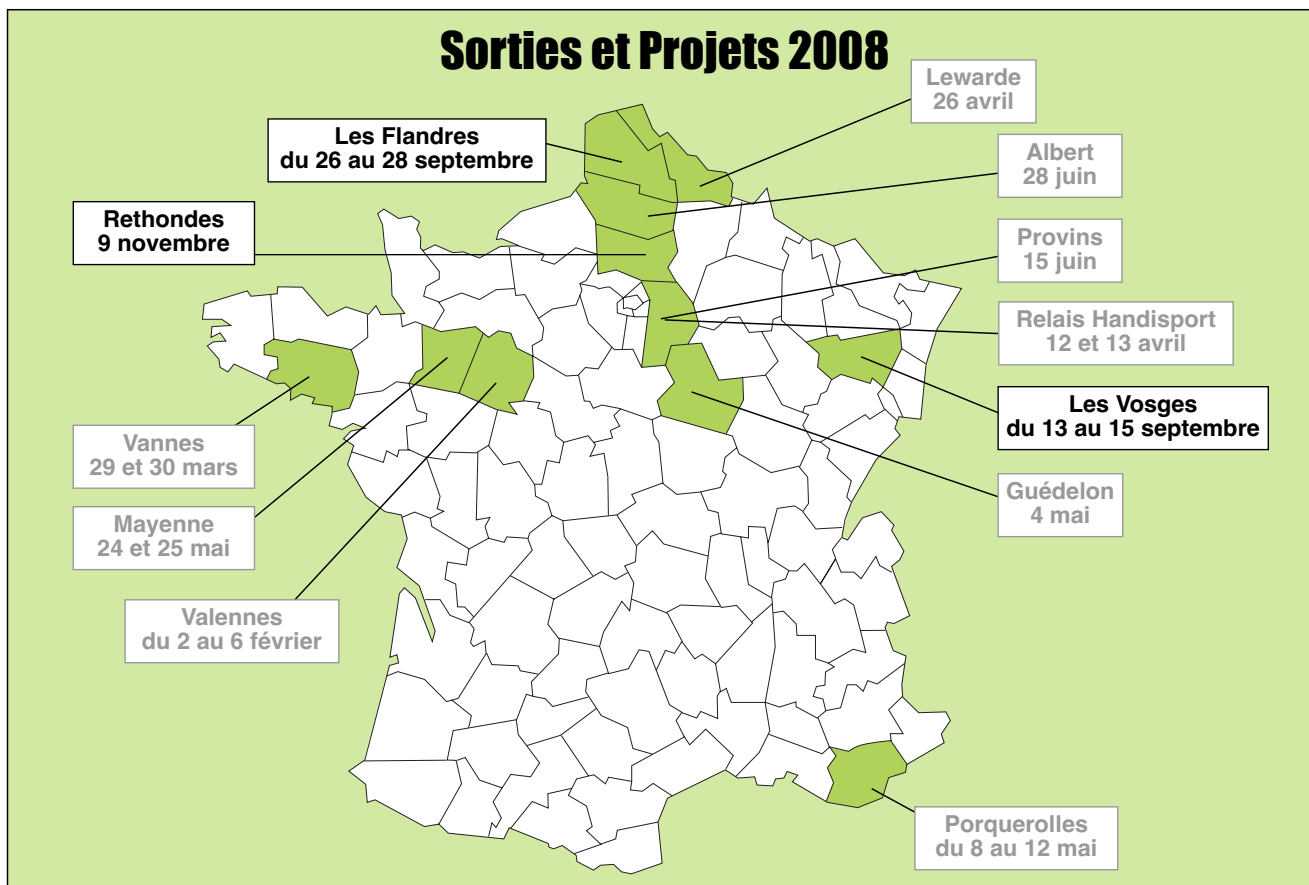 Sorties et Projets 2008
Lewarde
26 avril
Les Flandres
du 26 au 28 septembre
Albert
28 juin
Rethondes
9 novembre
Provins
15 juin
Relais Handisport
12 et 13 avril
Les Vosges
du 13 au 15 septembre
Vannes
29 et 30 mars
Guédelon
4 mai
Mayenne
24 et 25 mai
Valennes
du 2 au 6 février
Porquerolles
du 8 au 12 mai